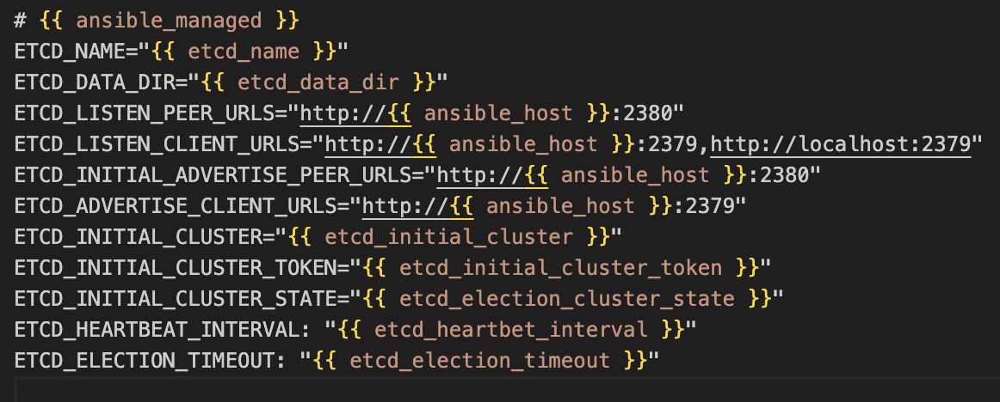 # {{ ansible_managed }}
ETCD_NAME="{{ etcd_name }}"
ETCD_DATA_DIR="{{ etcd_data_dir }}"
ETCD_LISTEN_PEER_URLS="http://{{ ansible_host }}:2380"
ETCD_LISTEN_CLIENT_URLS="http://{{ ansible_host }}:2379,http://localhost:2379"
ETCD_INITIAL_ADVERTISE_PEER_URLS="http://{{ ansible_host }}:2380"
ETCD_ADVERTISE_CLIENT_URLS="http://{{ ansible_host }}:2379"
ETCD_INITIAL_CLUSTER="{{ etcd_initial_cluster }}"
ETCD_INITIAL_CLUSTER_TOKEN="{{ etcd_initial_cluster_token }}"
ETCD_INITIAL_CLUSTER_STATE="{{ etcd_election_cluster_state }}"
ETCD_HEARTBEAT_INTERVAL: "{{ etcd_heartbet_interval }}"
ETCD_ELECTION_TIMEOUT: "{{ etcd_election_timeout }}"